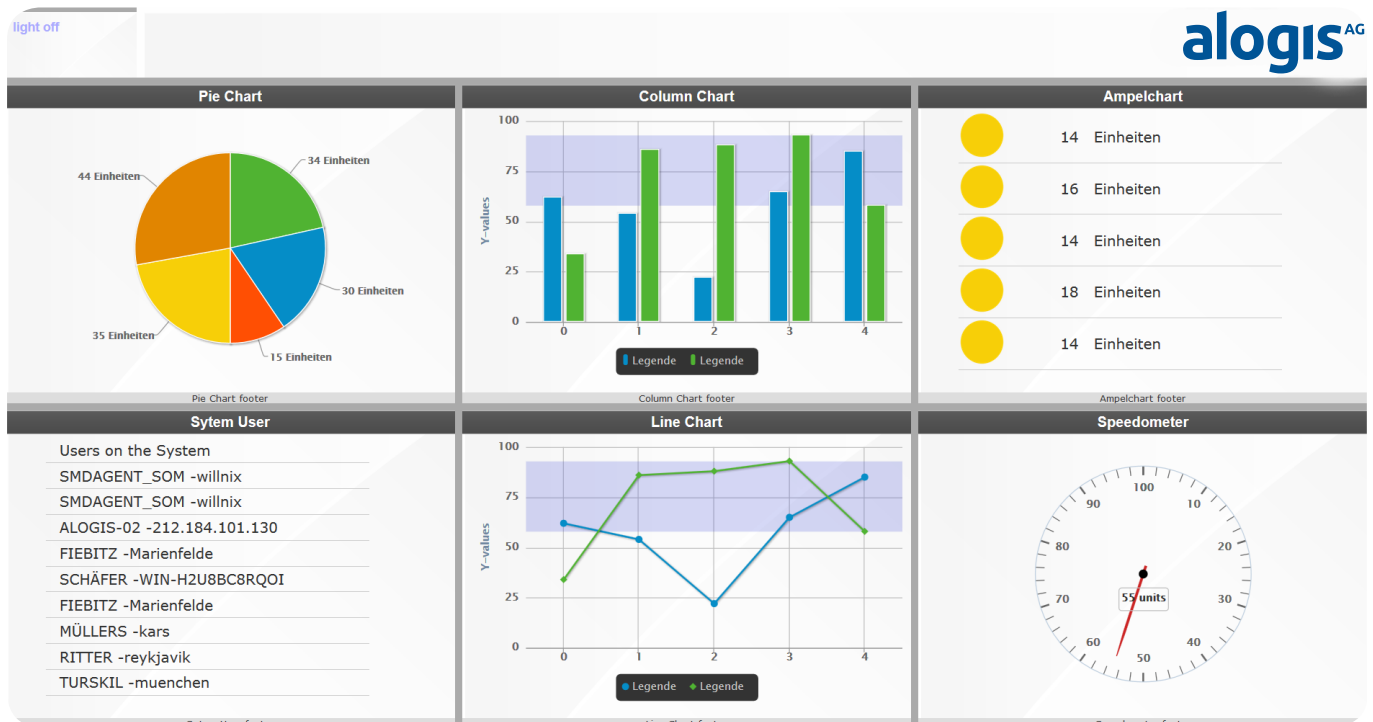 light off
alogis AG
Pie Chart
44 Einheiten
34 Einheiten
30 Einheiten
35 Einheiten
15 Einheiten
Pie Chart footer
Column Chart
100
75
50
25
0
Y-values
0 1 2 3 4
Legende Legende
Column Chart footer
Ampelchart
14 Einheiten
16 Einheiten
14 Einheiten
18 Einheiten
14 Einheiten
Ampelchart footer
Sytem User
Users on the System
SMDAGENT_SOM -willnix
SMDAGENT_SOM -willnix
ALOGIS-02 -212.184.101.130
FIEBITZ -Marienfelde
SCHÄFER -WIN-H2U8BC8RQOI
FIEBITZ -Marienfelde
MÜLLERS -kars
RITTER -reykjavik
TURSKIL -muenchen
Line Chart
100
75
50
25
0
Y-values
0 1 2 3 4
Legende Legende
Speedometer
100
90 10
80 20
55 units
70 30
60 40
50